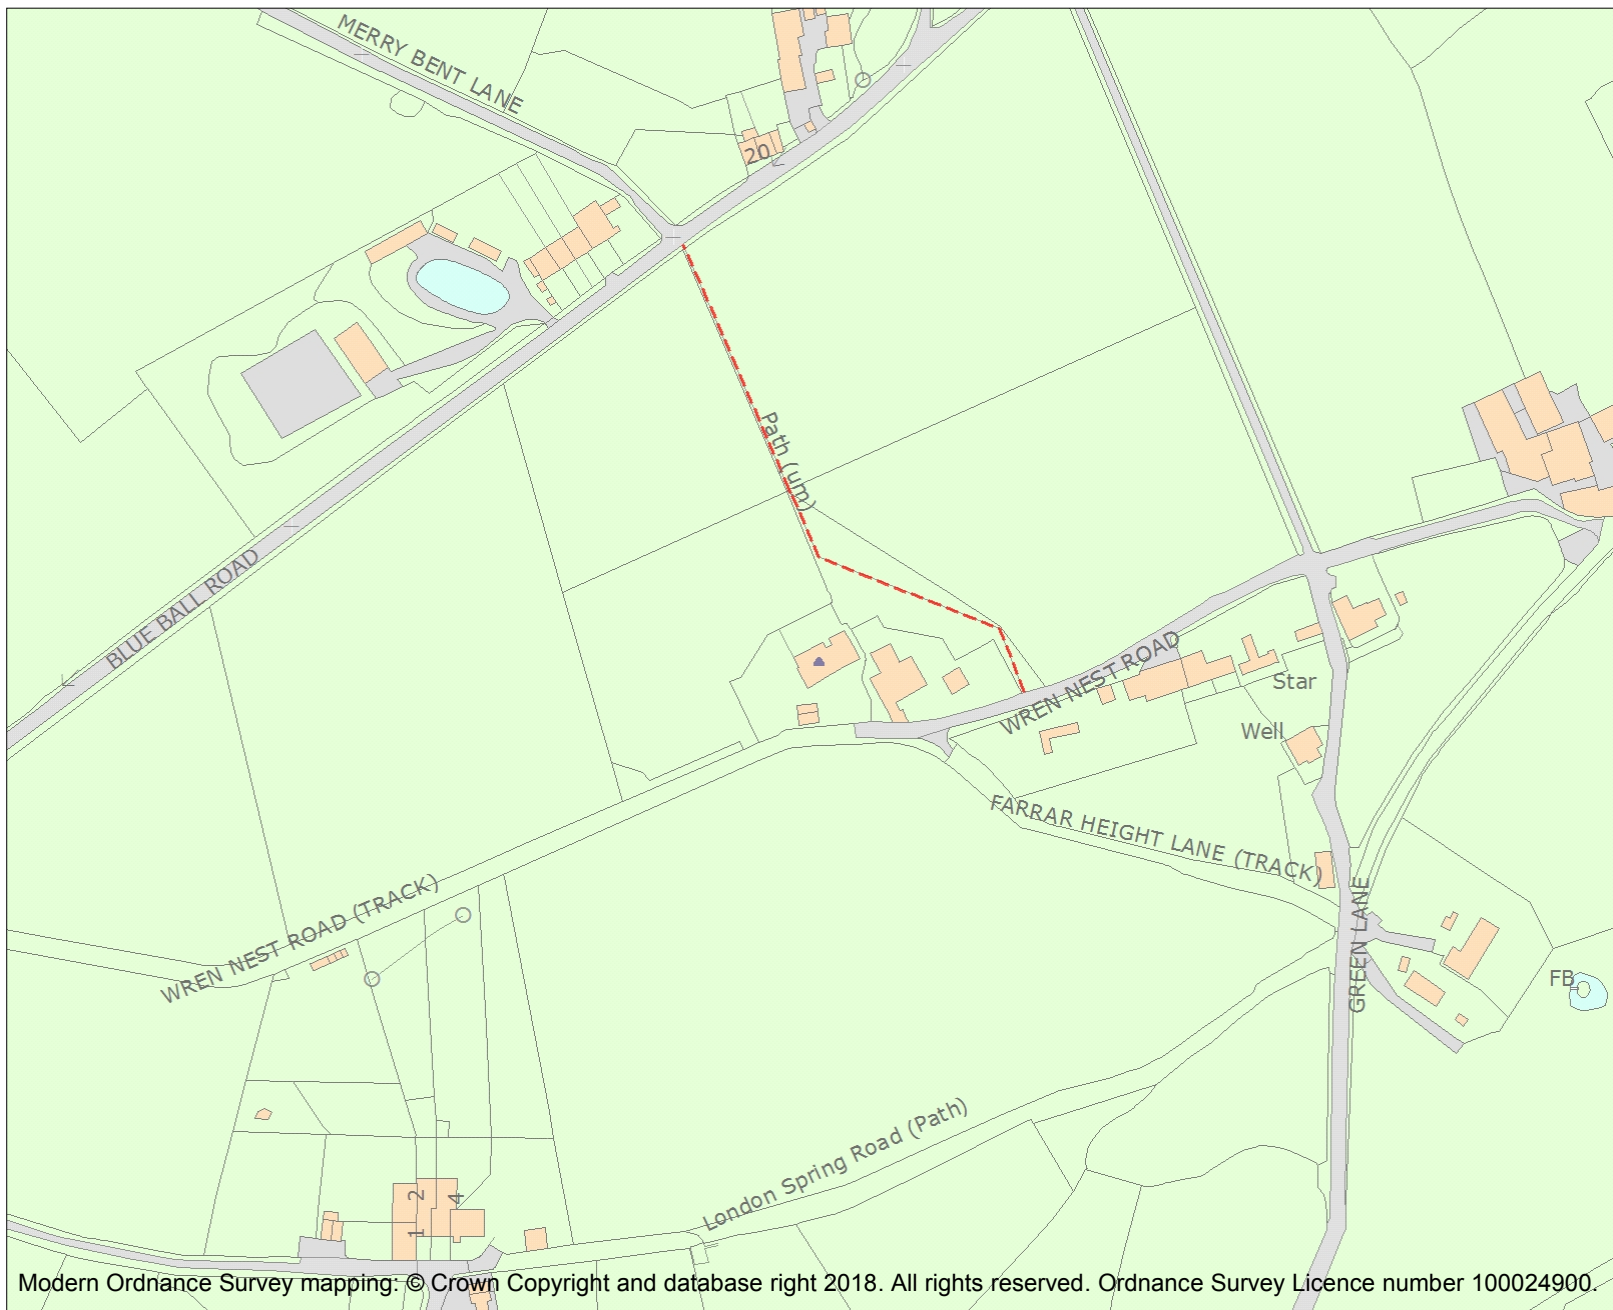 MERRY BENT LANE
20
Path (um)
BLUE BALL ROAD
WREN NEST ROAD
Star
Well
FARRAR HEIGHT LANE (TRACK)
WREN NEST ROAD (TRACK)
GREEN LANE
FB
London Spring Road (Path)
2
4
1
Modern Ordnance Survey mapping: © Crown Copyright and database right 2018. All rights reserved. Ordnance Survey Licence number 100024900.